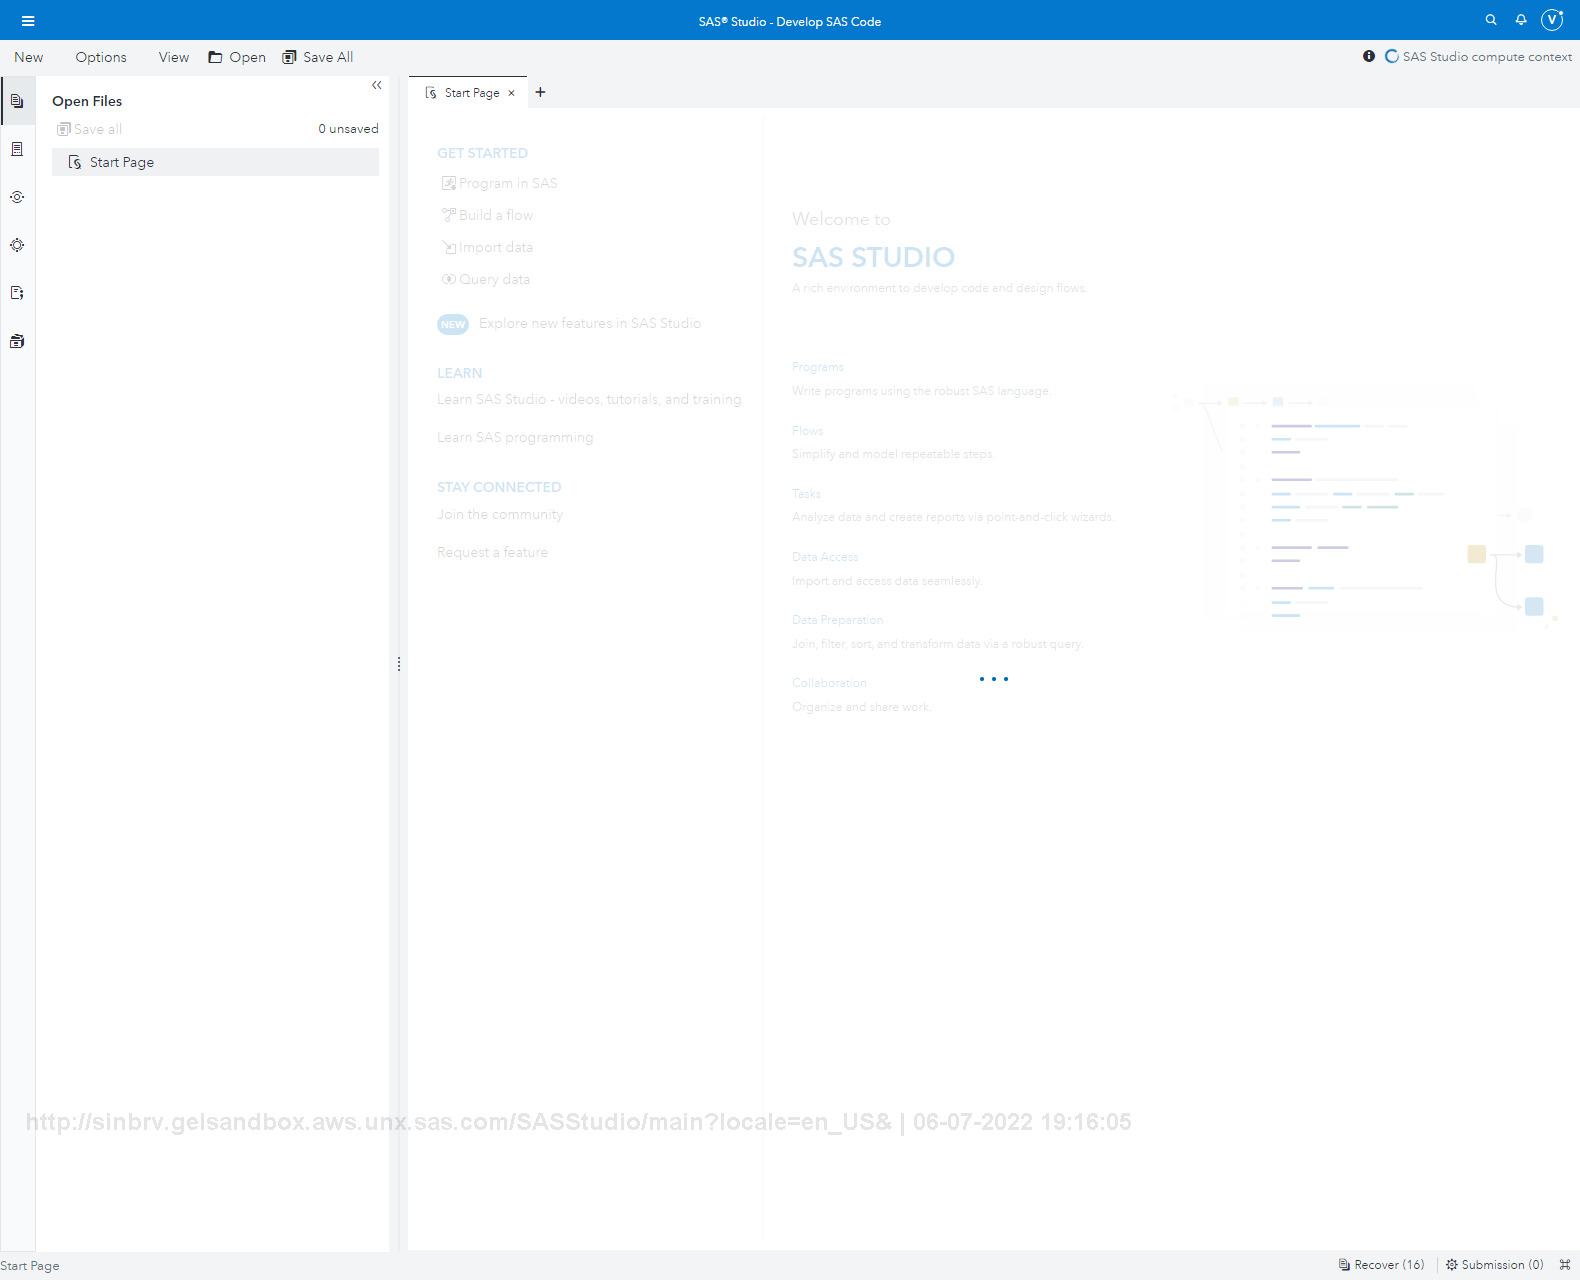 SAS® Studio - Develop SAS Code
V
New Options View Open Save All
SAS Studio compute context
Open Files
Save all 0 unsaved
Start Page
Start Page
GET STARTED
Program in SAS
Build a flow
Import data
Query data
NEW Explore new features in SAS Studio
LEARN
Learn SAS Studio - videos, tutorials, and training
Learn SAS programming
STAY CONNECTED
Join the community
Request a feature
Welcome to
SAS STUDIO
A rich environment to develop code and design flows.
Programs
Write programs using the robust SAS language.
Flows
Simplify and model repeatable steps.
Tasks
Analyze data and create reports via point-and-click wizards.
Data Access
Import and access data seamlessly.
Data Preparation
Join, filter, sort, and transform data via a robust query.
Collaboration
Organize and share work.
http://sinbrv.gelsandbox.aws.unx.sas.com/SASStudio/main?locale=en_US& | 06-07-2022 19:16:05
Start Page
Recover (16) Submission (0)